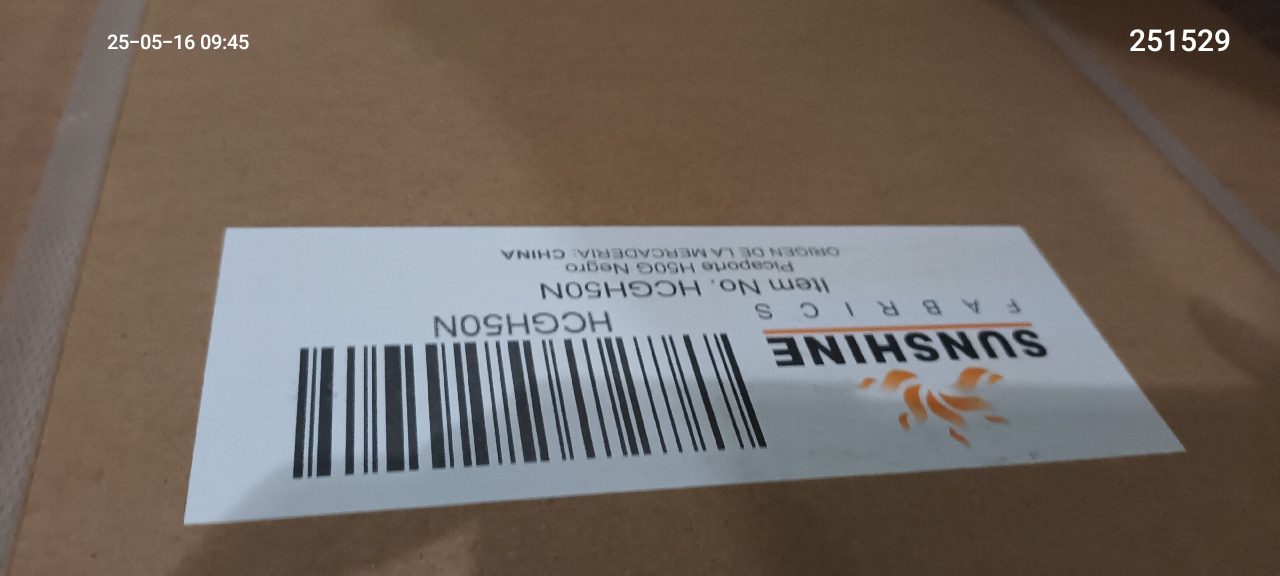 25-05-16 09:45
251529
SUNSHINE
FABRICS
HCGH50N
Item No. HCGH50N
Picaporte H50G Negro
ORIGEN DE LA MERCADERIA: CHINA